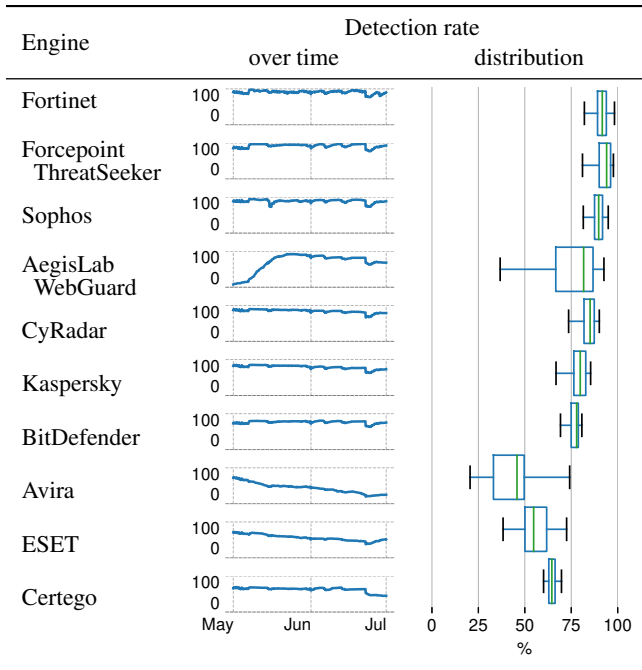 Engine
Detection rate
over time
distribution
Fortinet
100
0
Forcepoint
ThreatSeeker
100
0
Sophos
100
0
AegisLab
WebGuard
100
0
CyRadar
100
0
Kaspersky
100
0
BitDefender
100
0
Avira
100
0
ESET
100
0
Certego
100
0
May Jun Jul
0 25 50 75 100
%